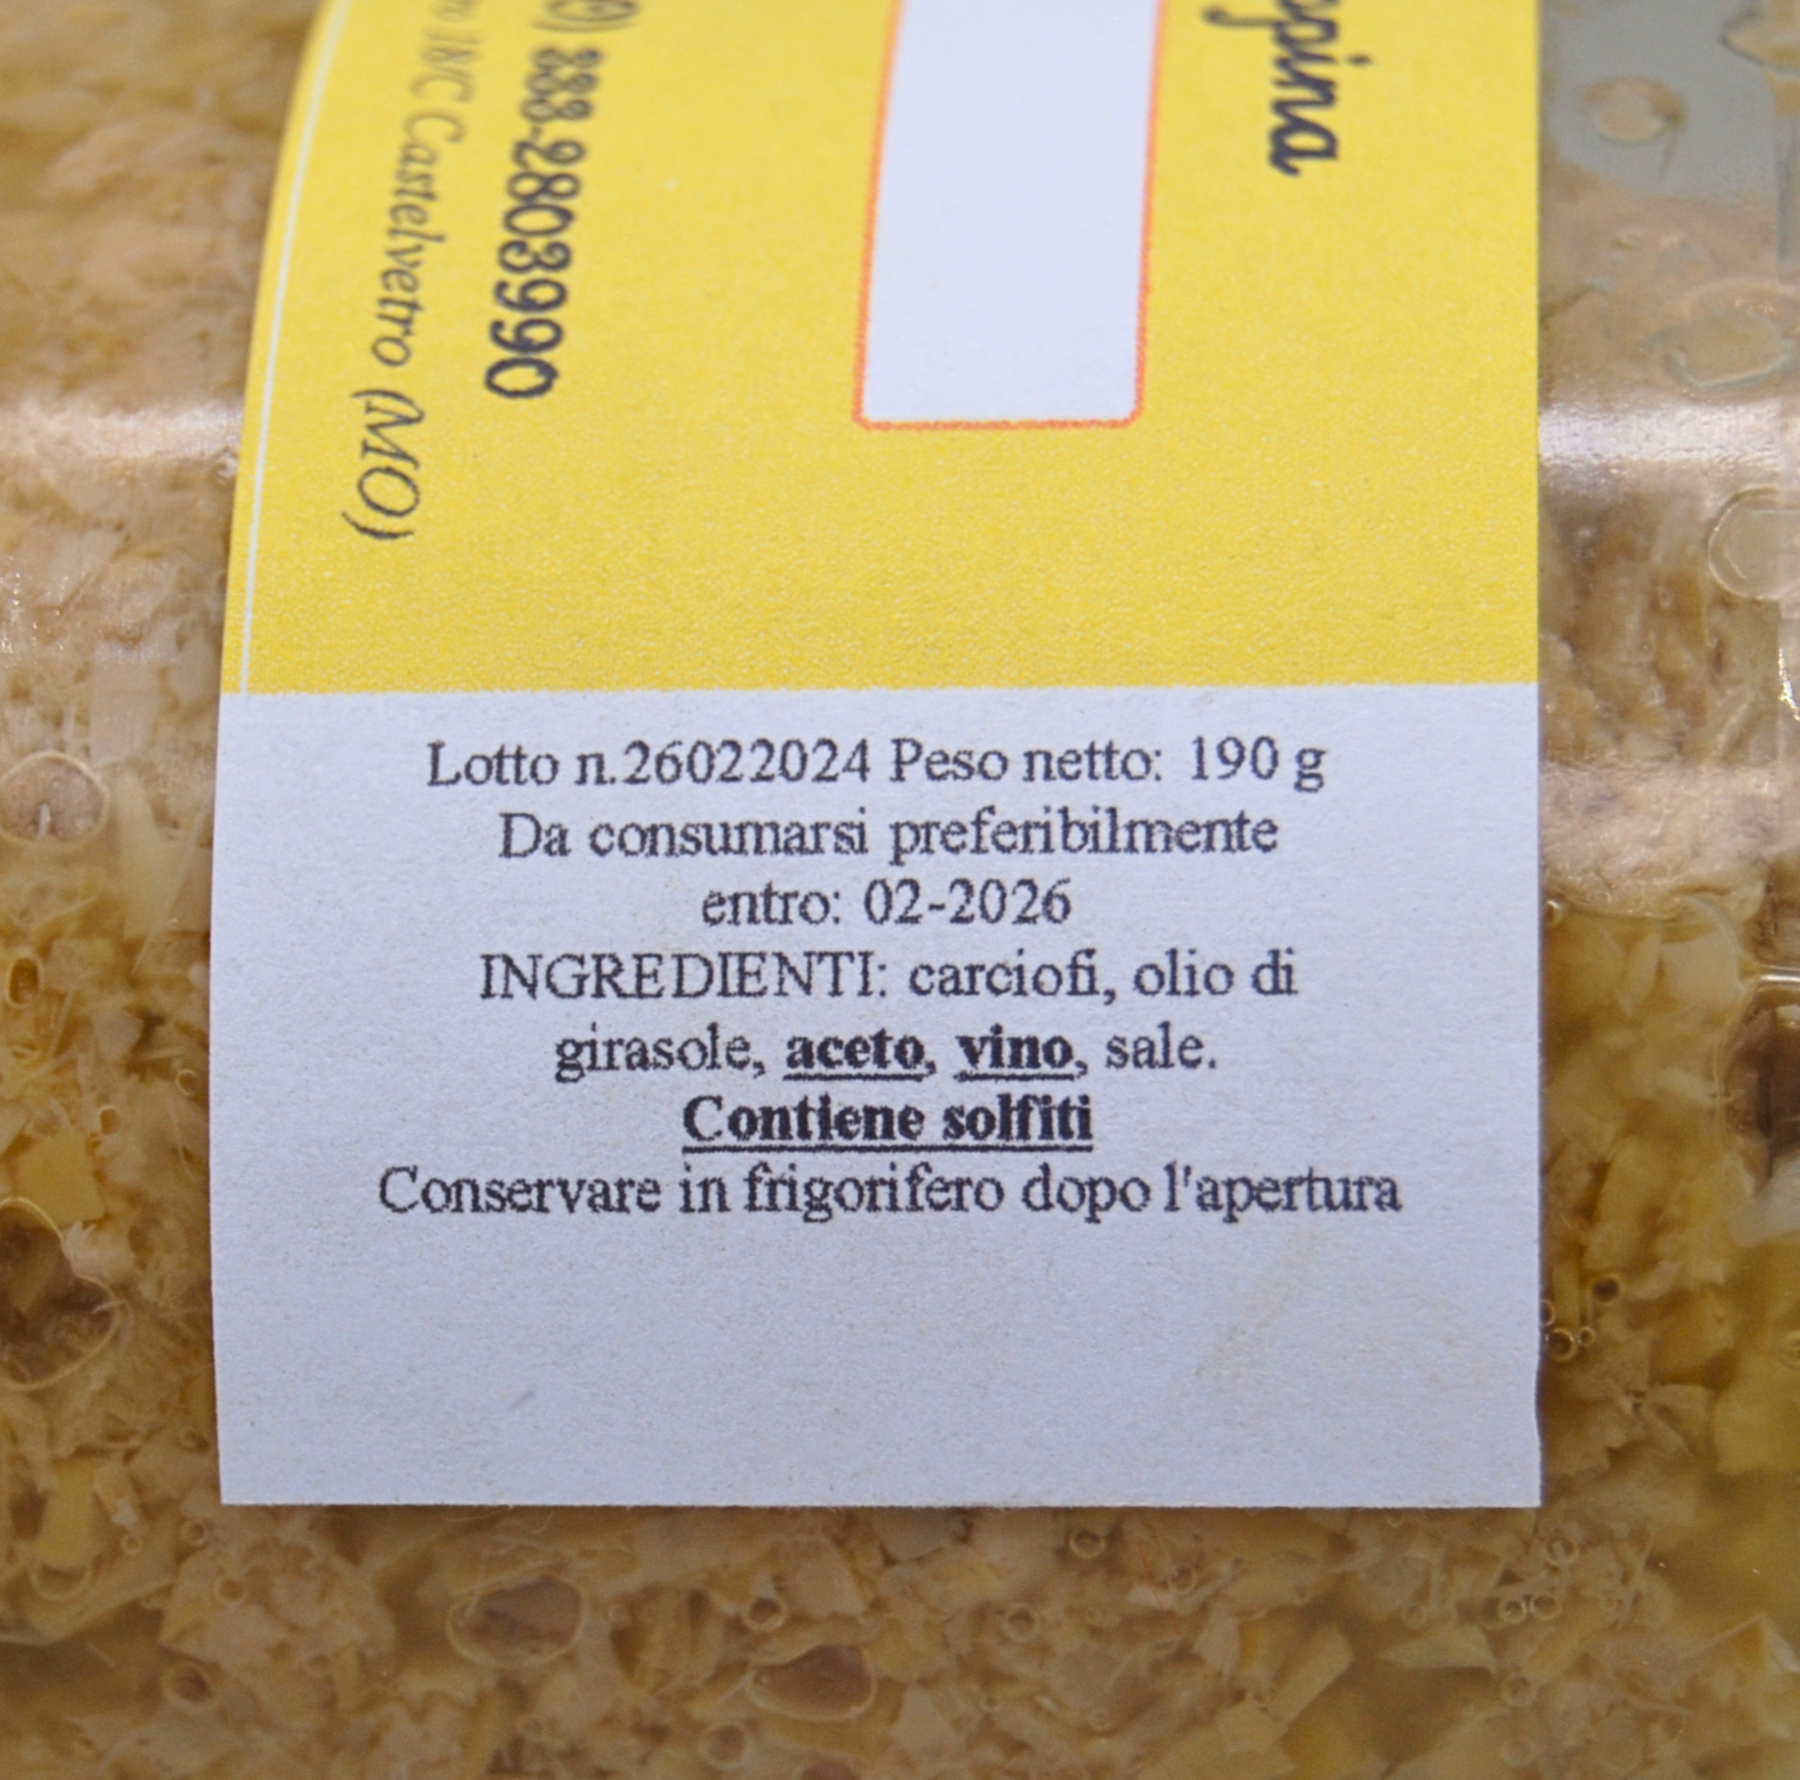 Castelvetro (MO)
Lotto n.26022024 Peso netto: 190 g
Da consumarsi preferibilmente
entro: 02-2026
INGREDIENTI: carciofi, olio di
girasole, aceto, vino, sale.
Contiene solfiti
Conservare in frigorifero dopo l'apertura